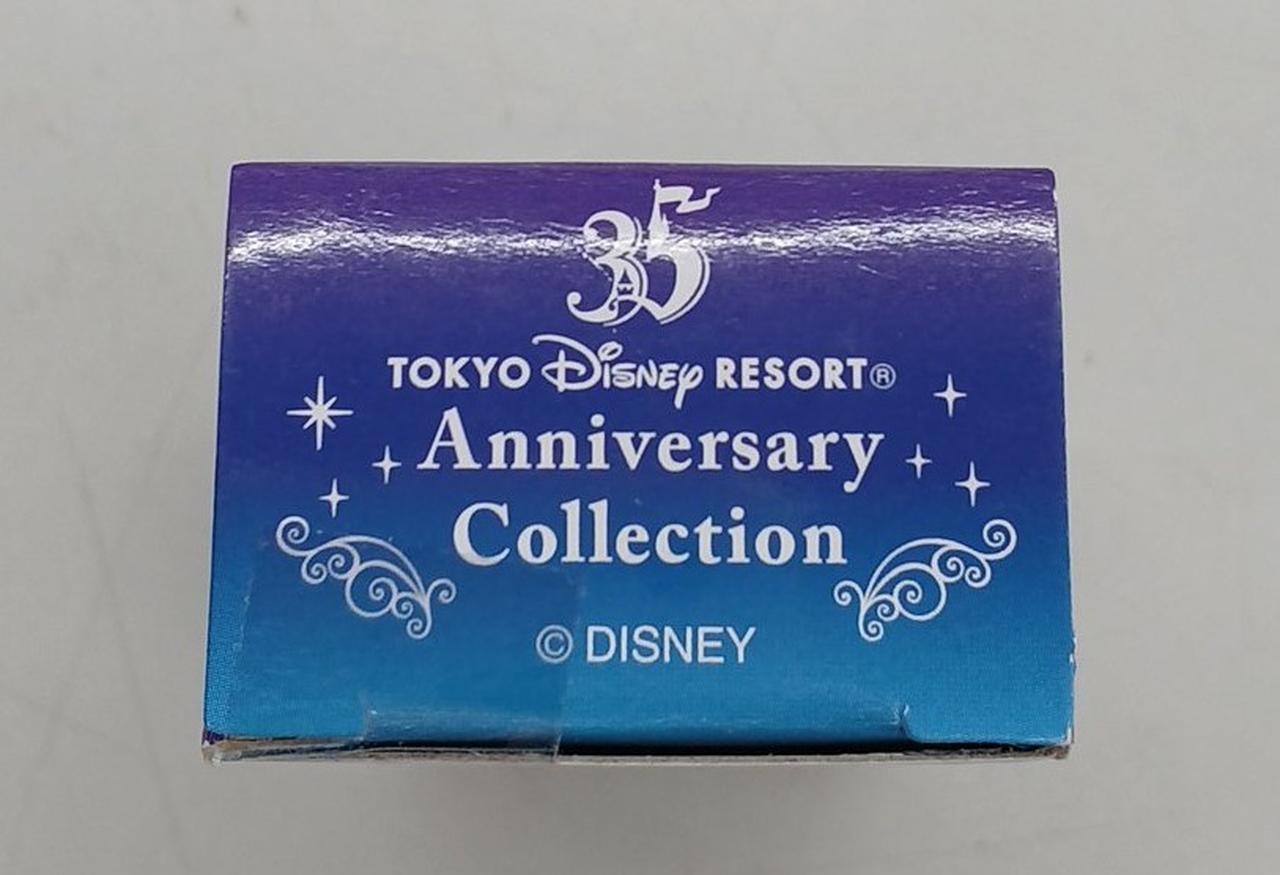 35
TOKYO Disney RESORT®
Anniversary
Collection
© DISNEY